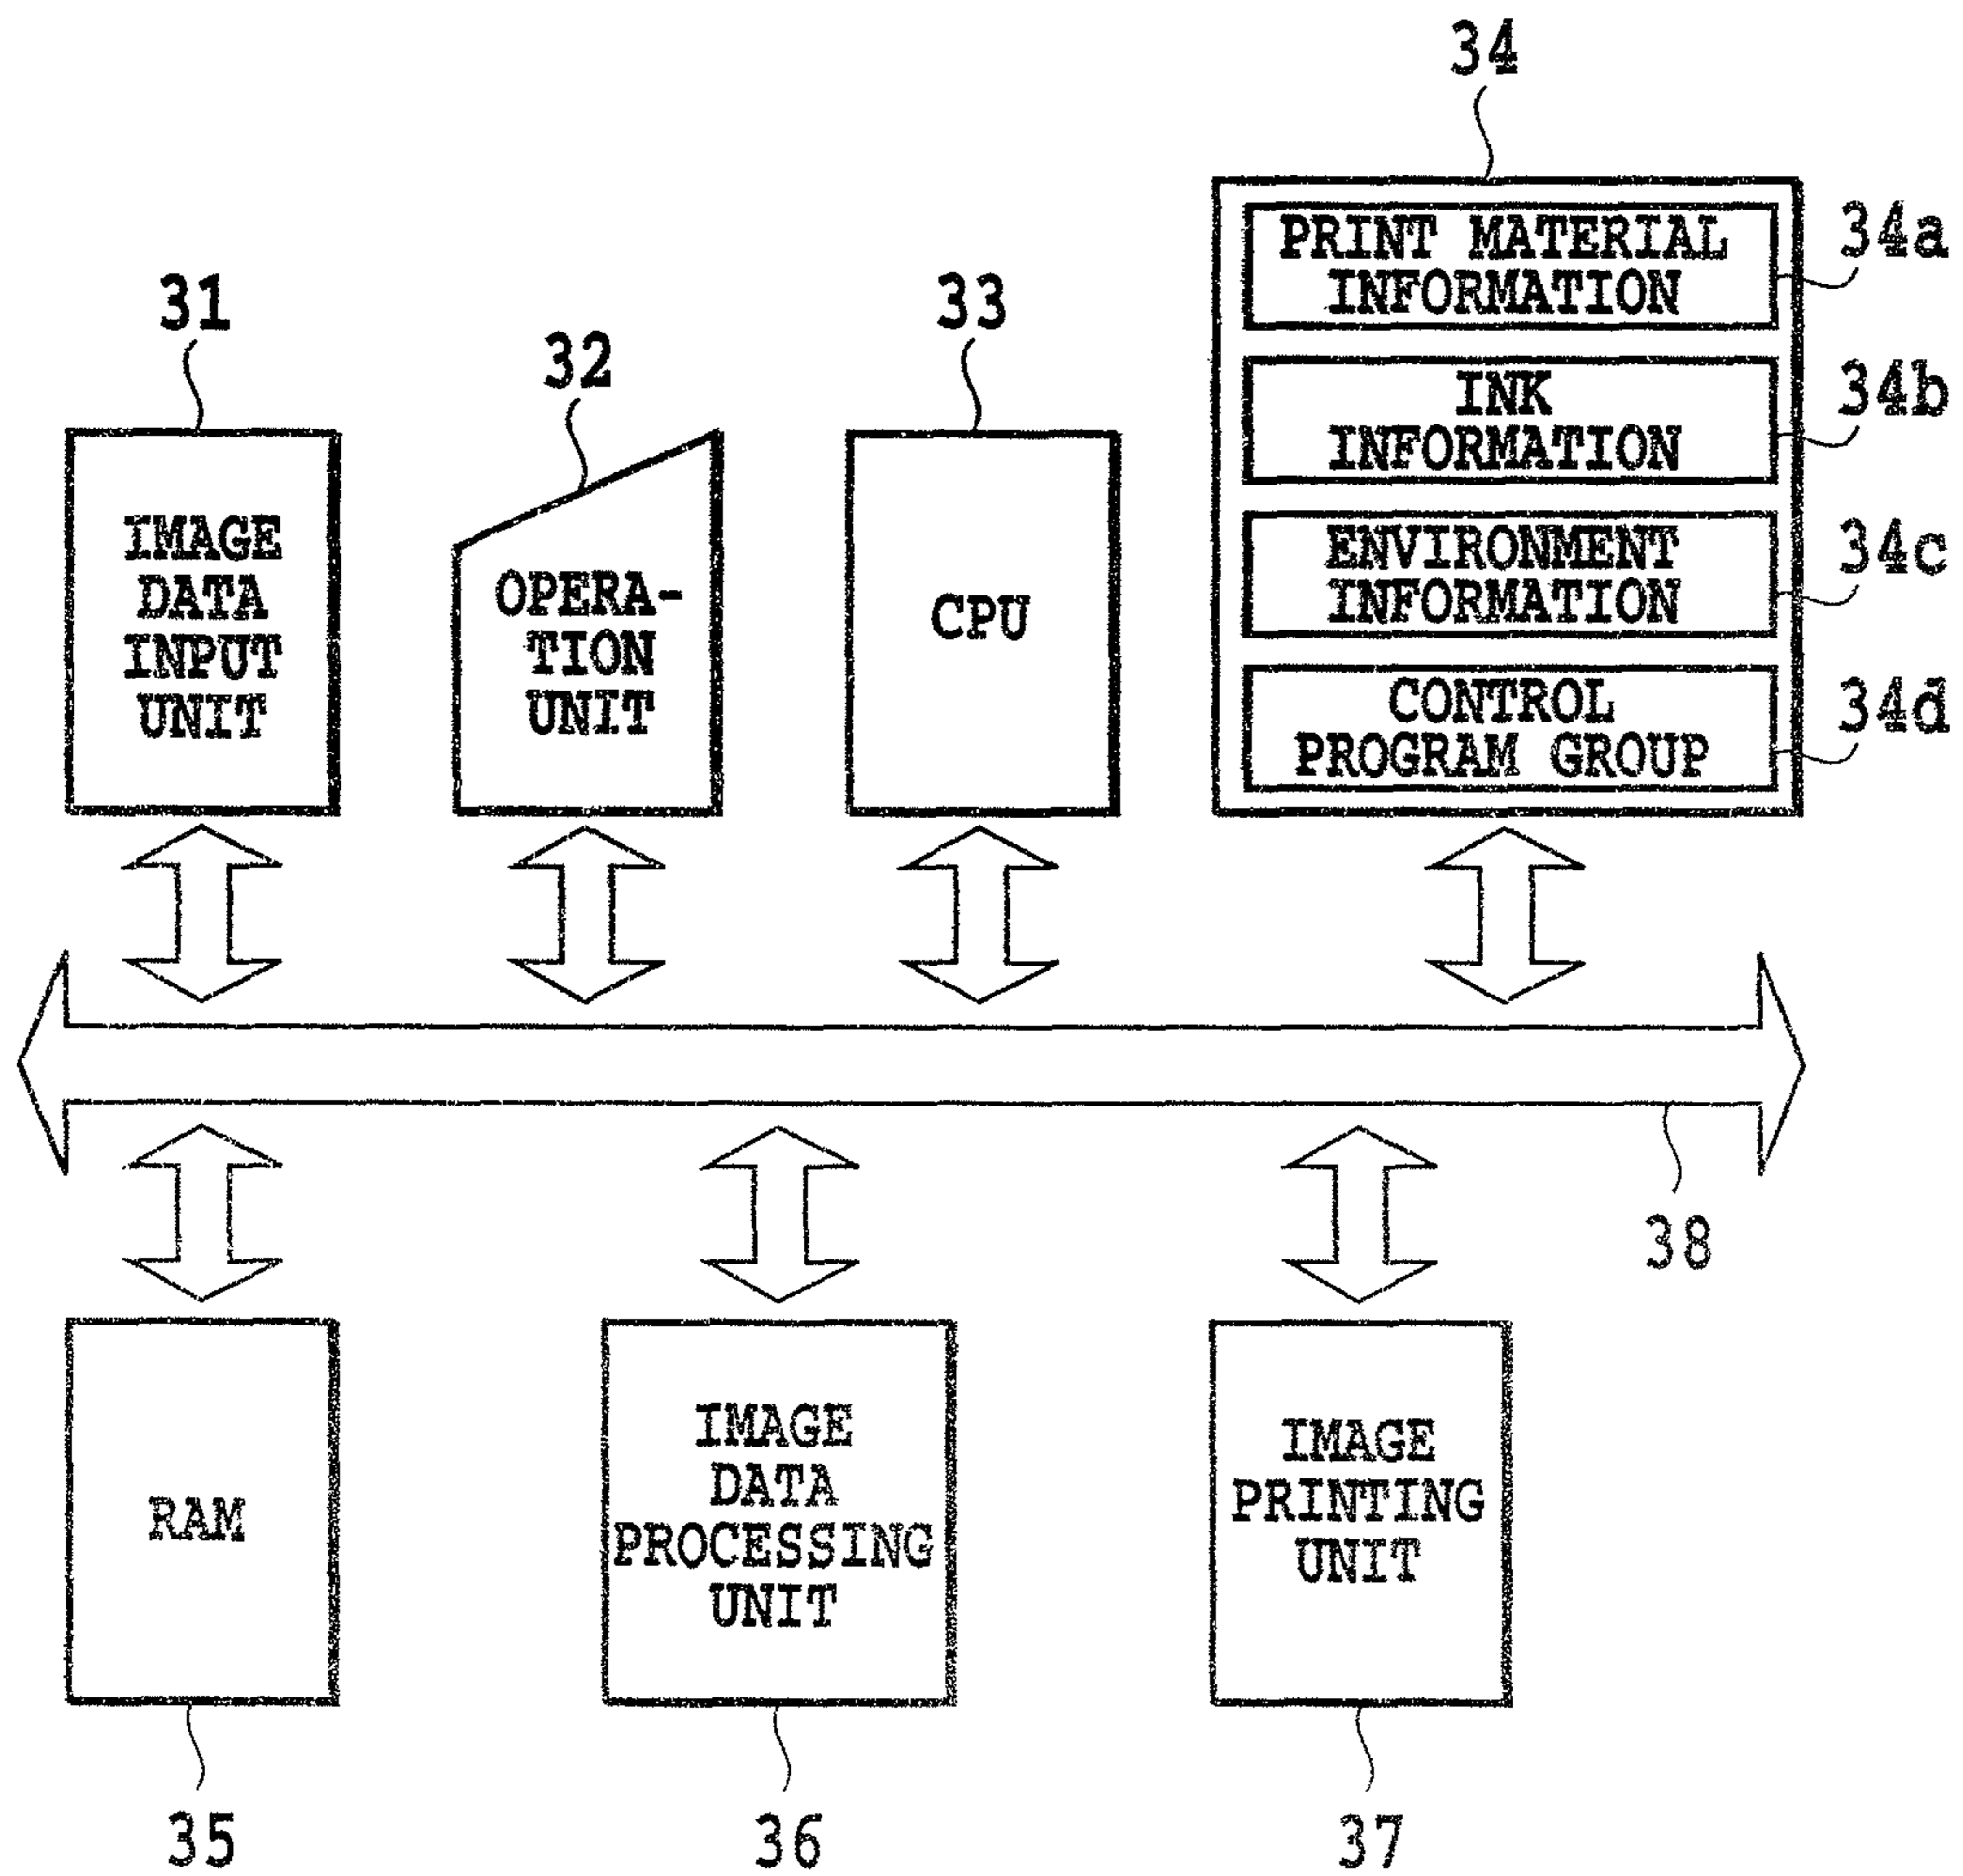 34
PRINT MATERIAL
INFORMATION
34a
INK
INFORMATION
34b
ENVIRONMENT
INFORMATION
34c
CONTROL
PROGRAM GROUP
34d
31
IMAGE
DATA
INPUT
UNIT
32
OPERA-
TION
UNIT
33
CPU
38
RAM
35
IMAGE
DATA
PROCESSING
UNIT
36
IMAGE
PRINTING
UNIT
37